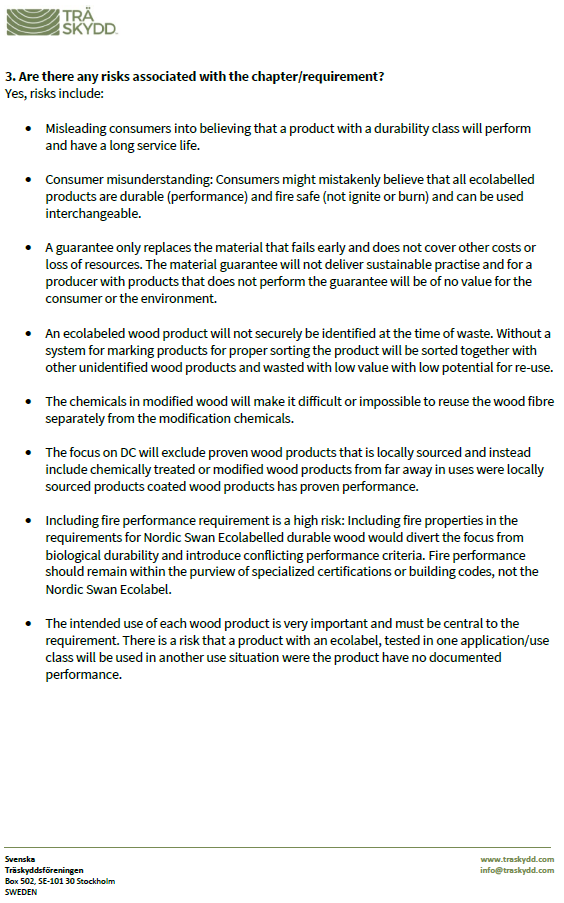 TRÄ
SKYDD.
3. Are there any risks associated with the chapter/requirement?
Yes, risks include:
• Misleading consumers into believing that a product with a durability class will perform
and have a long service life.
• Consumer misunderstanding: Consumers might mistakenly believe that all ecolabelled
products are durable (performance) and fire safe (not ignite or burn) and can be used
interchangeable.
• A guarantee only replaces the material that fails early and does not cover other costs or
loss of resources. The material guarantee will not deliver sustainable practise and for a
producer with products that does not perform the guarantee will be of no value for the
consumer or the environment.
• An ecolabeled wood product will not securely be identified at the time of waste. Without a
system for marking products for proper sorting the product will be sorted together with
other unidentified wood products and wasted with low value with low potential for re-use.
• The chemicals in modified wood will make it difficult or impossible to reuse the wood fibre
separately from the modification chemicals.
• The focus on DC will exclude proven wood products that is locally sourced and instead
include chemically treated or modified wood products from far away in uses were locally
sourced products coated wood products has proven performance.
• Including fire performance requirement is a high risk: Including fire properties in the
requirements for Nordic Swan Ecolabelled durable wood would divert the focus from
biological durability and introduce conflicting performance criteria. Fire performance
should remain within the purview of specialized certifications or building codes, not the
Nordic Swan Ecolabel.
• The intended use of each wood product is very important and must be central to the
requirement. There is a risk that a product with an ecolabel, tested in one application/use
class will be used in another use situation were the product have no documented
performance.
Svenska
Träskyddsföreningen
Box 502, SE-101 30 Stockholm
SWEDEN
www.traskydd.com
info@traskydd.com